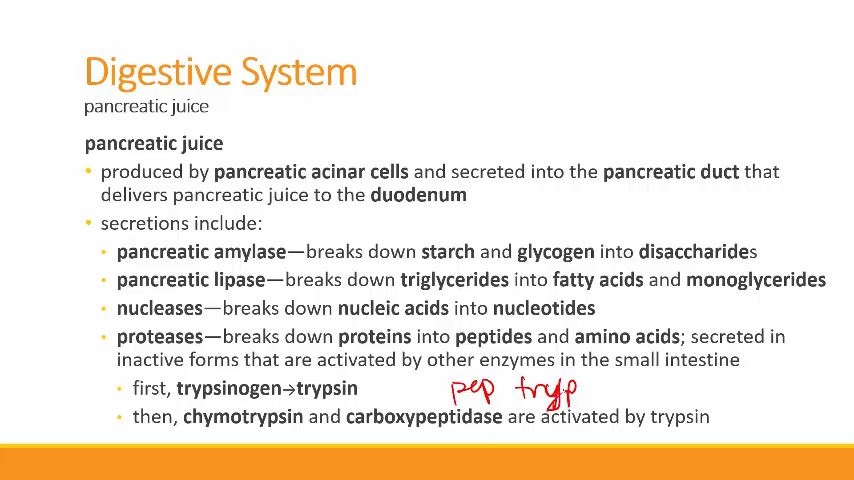 Digestive System
pancreatic juice
pancreatic juice
• produced by pancreatic acinar cells and secreted into the pancreatic duct that
delivers pancreatic juice to the duodenum
• secretions include:
• pancreatic amylase—breaks down starch and glycogen into disaccharides
• pancreatic lipase—breaks down triglycerides into fatty acids and monoglycerides
• nucleases—breaks down nucleic acids into nucleotides
• proteases—breaks down proteins into peptides and amino acids; secreted in
inactive forms that are activated by other enzymes in the small intestine
• first, trypsinogen→trypsin pep tryp
• then, chymotrypsin and carboxypeptidase are activated by trypsin